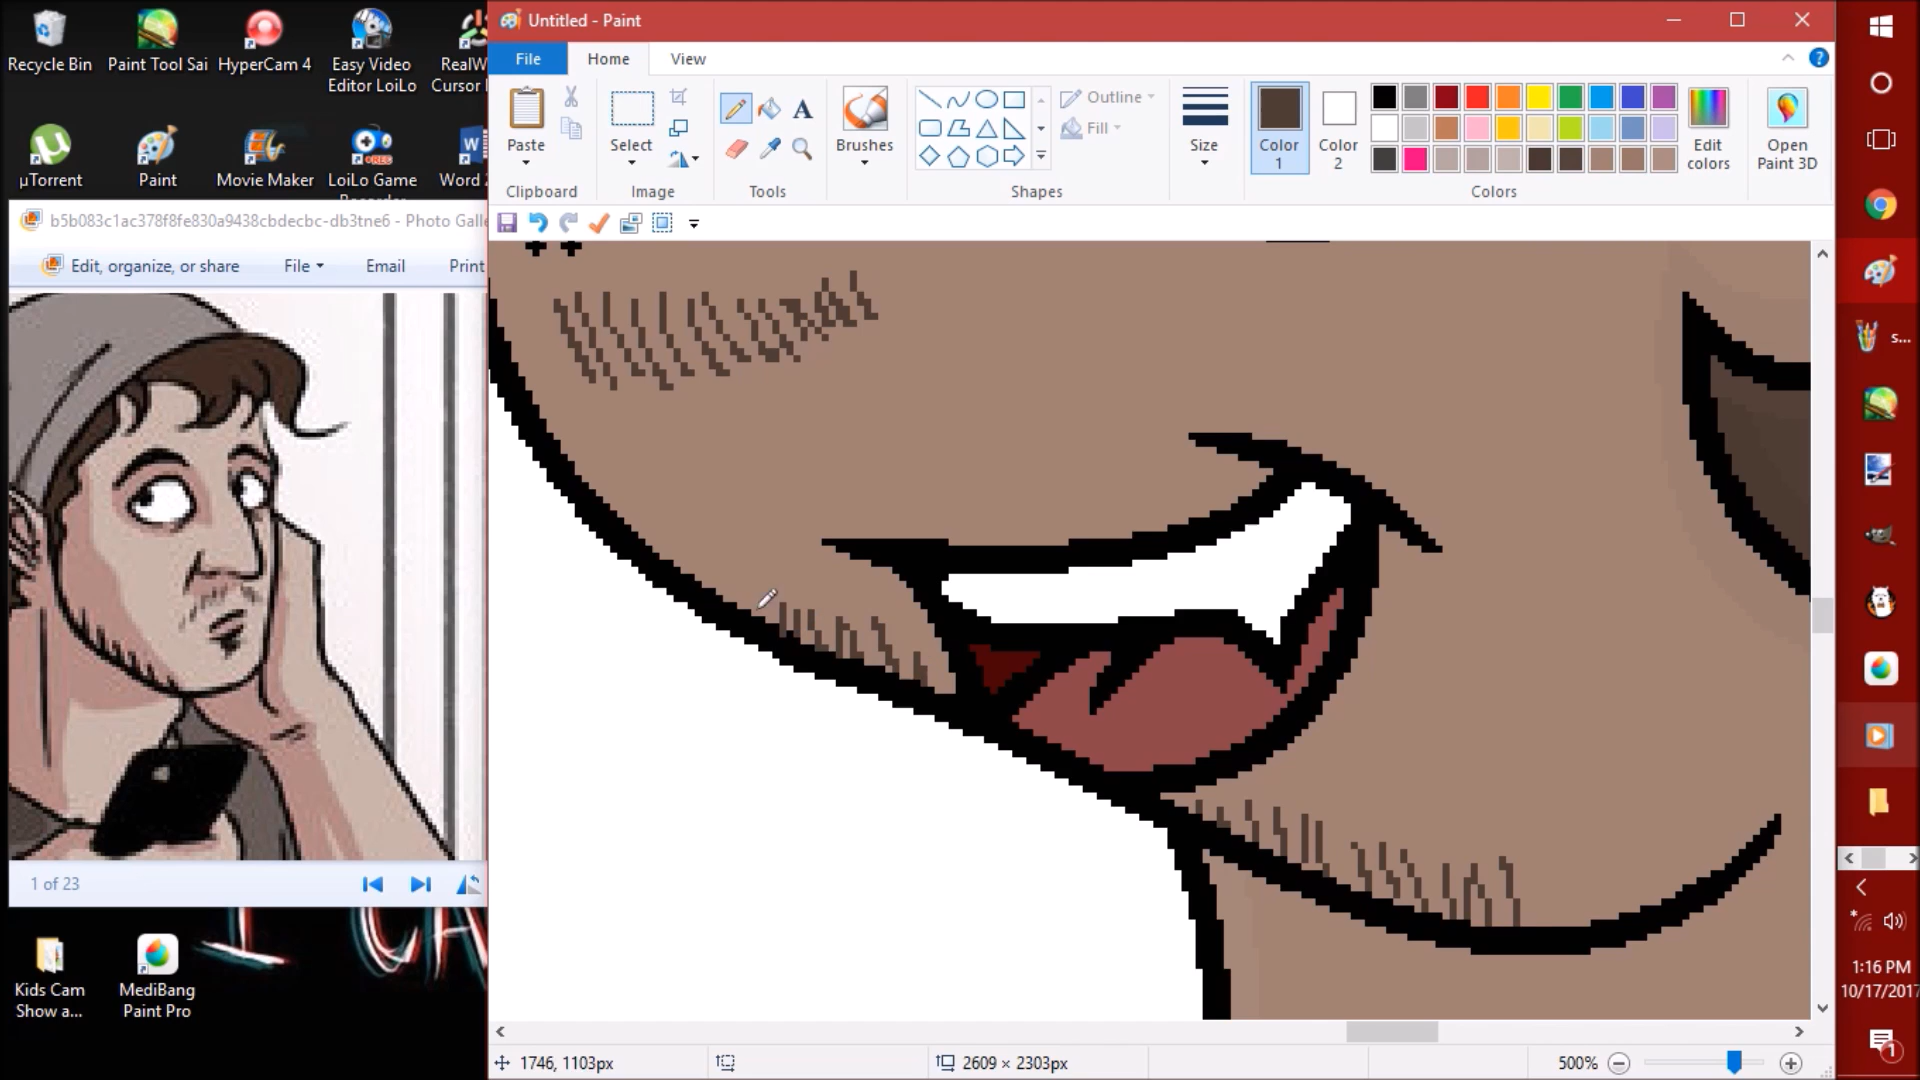 Untitled - Paint
Recycle Bin
Paint Tool Sai
HyperCam 4
Easy Video
Editor LoiLo
RealW
Cursor
File
Home
View
µTorrent
Paint
Movie Maker
LoiLo Game
Word
Paste
Select
Brushes
Outline
Fill
Size
Color
1
Color
2
Edit
colors
Open
Paint 3D
Clipboard
Image
Tools
Shapes
Colors
b5b083c1ac378f8fe830a9438cbdecbc-db3tne6 - Photo Galle
Edit, organize, or share
File
Email
Print
s...
1 of 23
Kids Cam
Show a...
MediBang
Paint Pro
1746, 1103px
2609 × 2303px
500%
1:16 PM
10/17/2017
1